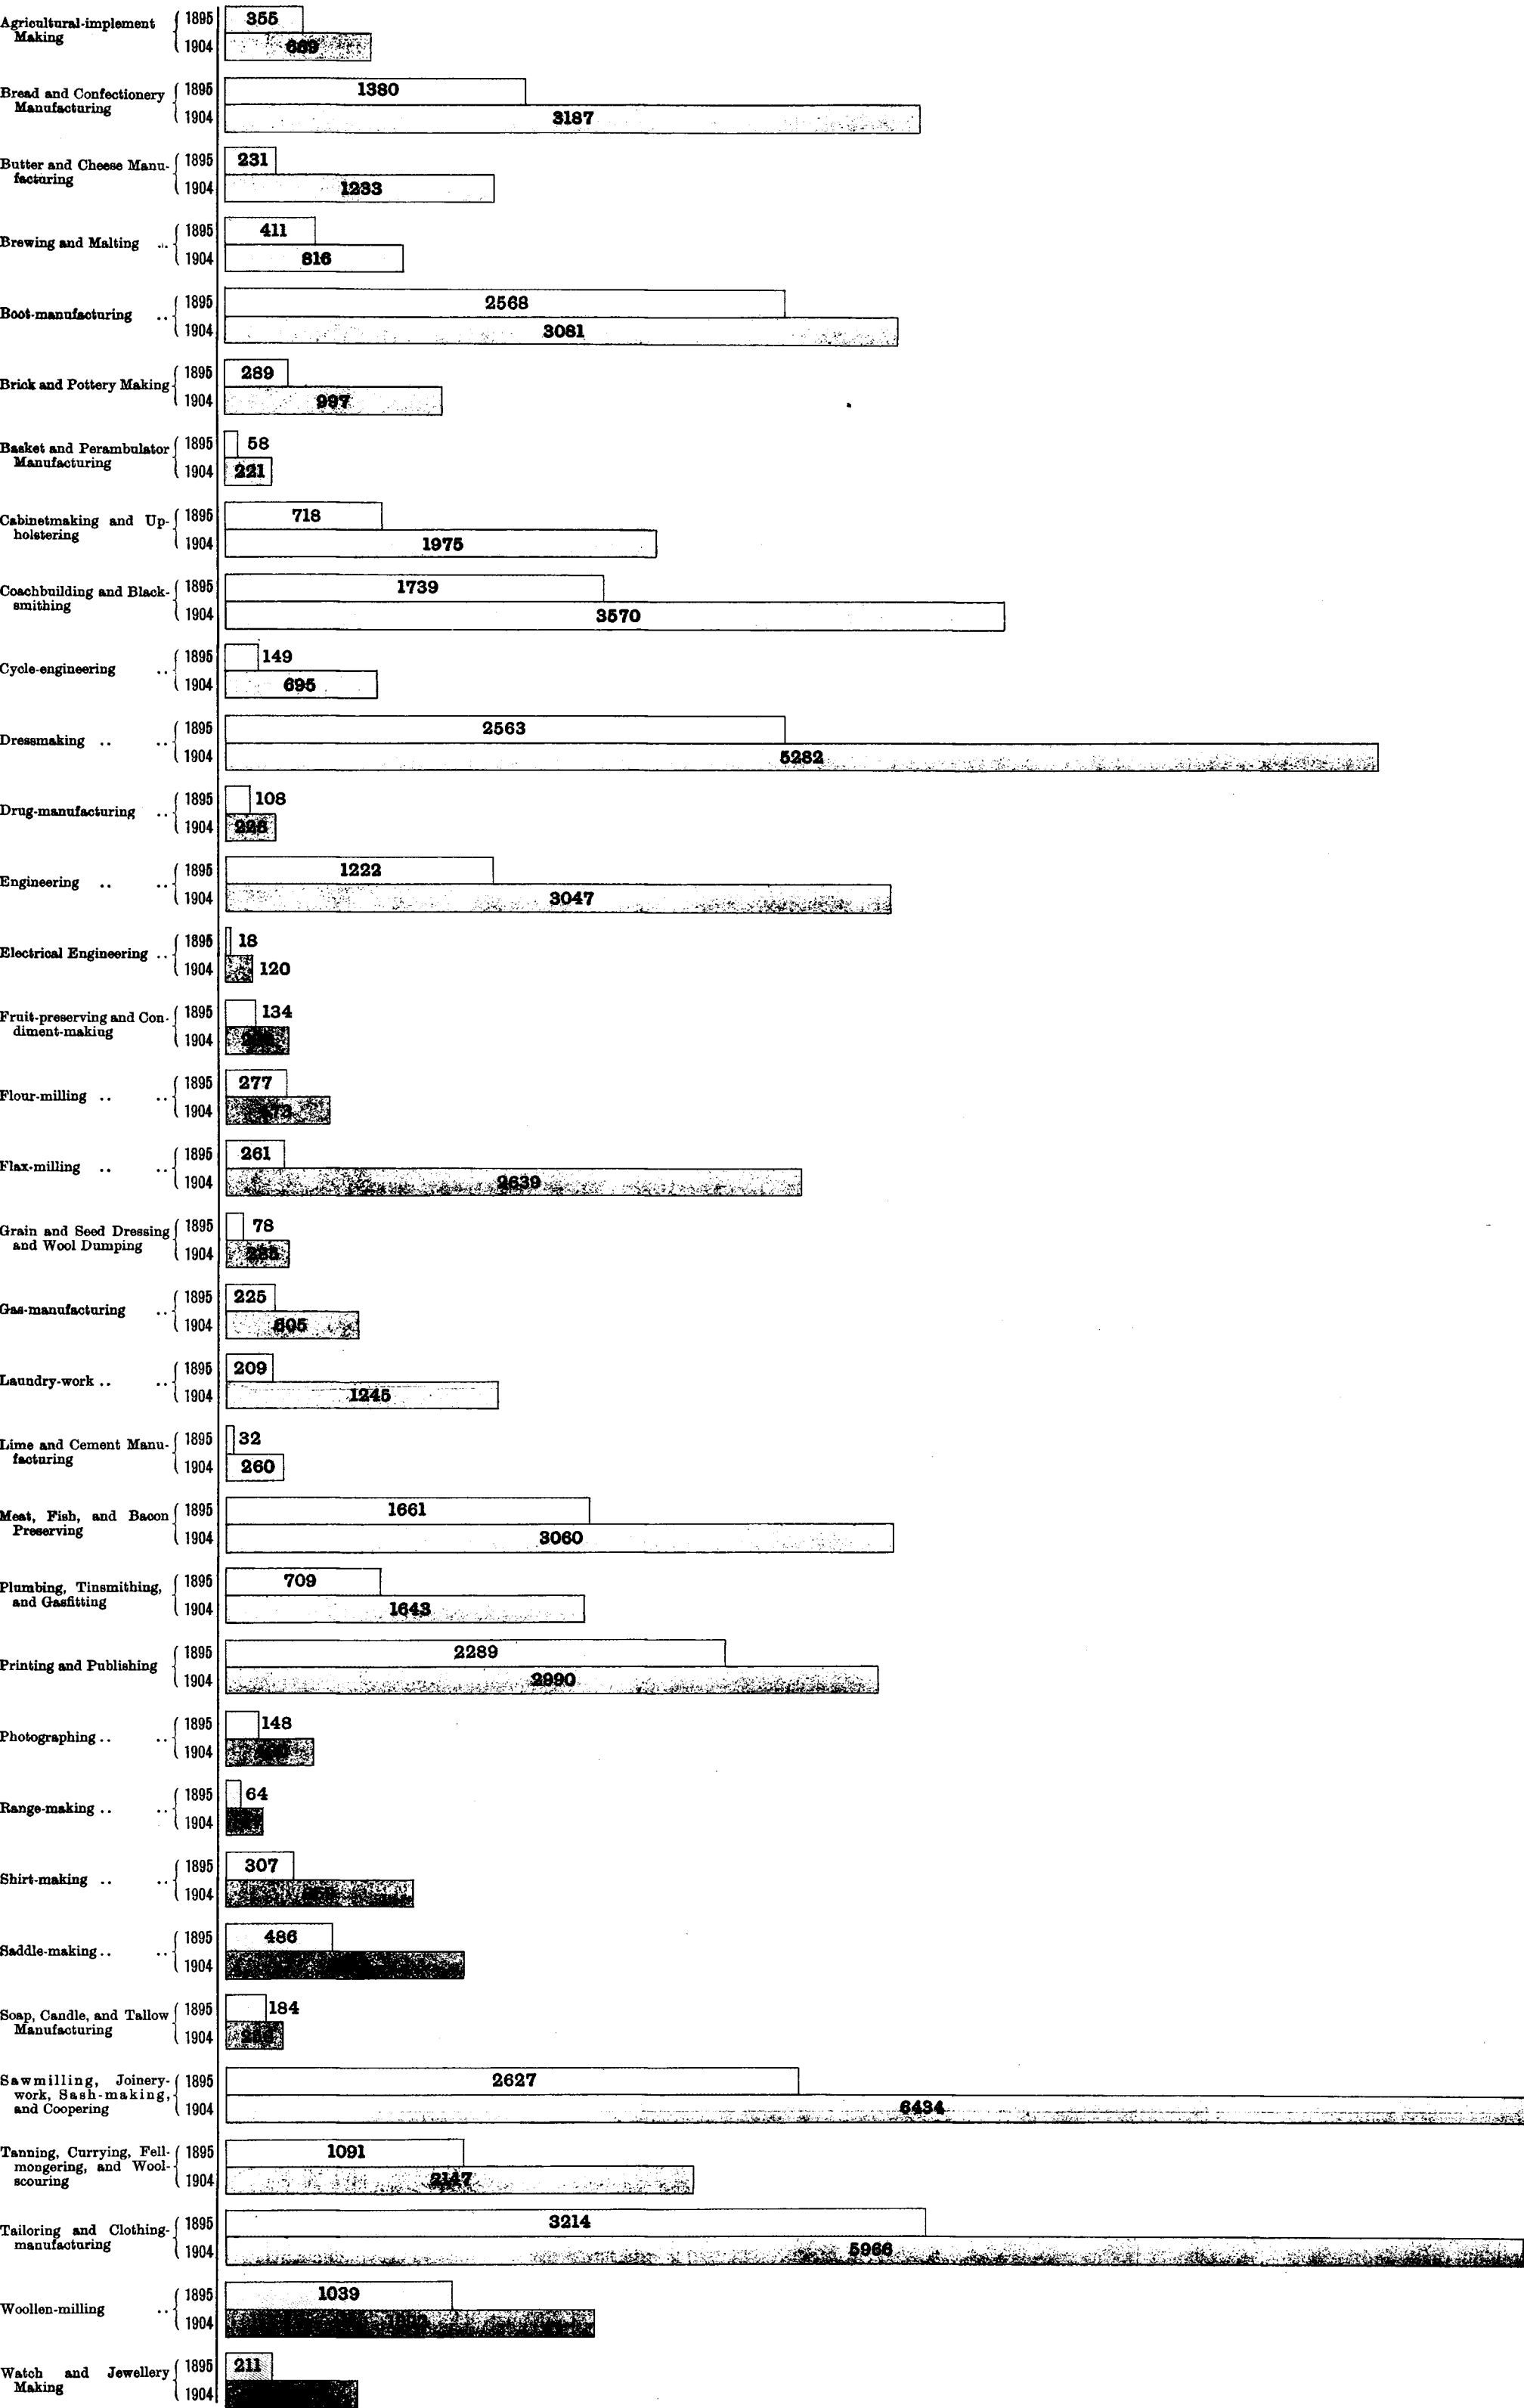 Agricultural-implement Making { 1895 355
1904 669
Bread and Confectionery Manufacturing { 1895 1380
1904 3187
Butter and Cheese Manu-facturing { 1895 231
1904 1233
Brewing and Malting .. { 1895 411
1904 816
Boot-manufacturing .. { 1895 2568
1904 3081
Brick and Pottery Making { 1895 289
1904 997
Basket and Perambulator Manufacturing { 1895 58
1904 221
Cabinetmaking and Up-holstering { 1895 718
1904 1975
Coachbuilding and Black-smithing { 1895 1739
1904 3570
Cycle-engineering .. { 1895 149
1904 695
Dressmaking .. .. { 1895 2563
1904 5282
Drug-manufacturing .. { 1895 108
1904
Engineering .. .. { 1895 1222
1904 3047
Electrical Engineering .. { 1895 18
1904 120
Fruit-preserving and Con-diment-making { 1895 134
1904
Flour-milling .. .. { 1895 277
1904
Flax-milling .. .. { 1895 261
1904 2639
Grain and Seed Dressing and Wool Dumping { 1895 78
1904
Gas-manufacturing .. { 1895 225
1904 605
Laundry-work .. .. { 1895 209
1904 1245
Lime and Cement Manu-facturing { 1895 32
1904 260
Meat, Fish, and Bacon Preserving { 1895 1661
1904 3060
Plumbing, Tinsmithing, and Gasfitting { 1895 709
1904 1643
Printing and Publishing { 1895 2289
1904 2990
Photographing .. .. { 1895 148
1904
Range-making .. .. { 1895 64
1904
Shirt-making .. .. { 1895 307
1904
Saddle-making .. .. { 1895 486
1904
Soap, Candle, and Tallow Manufacturing { 1895 184
1904
Sawmilling, Joinery-work, Sash-making, and Coopering { 1895 2627
1904 6434
Tanning, Currying, Fell-mongering, and Wool-scouring { 1895 1091
1904 2147
Tailoring and Clothing-manufacturing { 1895 3214
1904 5966
Woollen-milling .. { 1895 1039
1904
Watch and Jewellery Making { 1895 211
1904